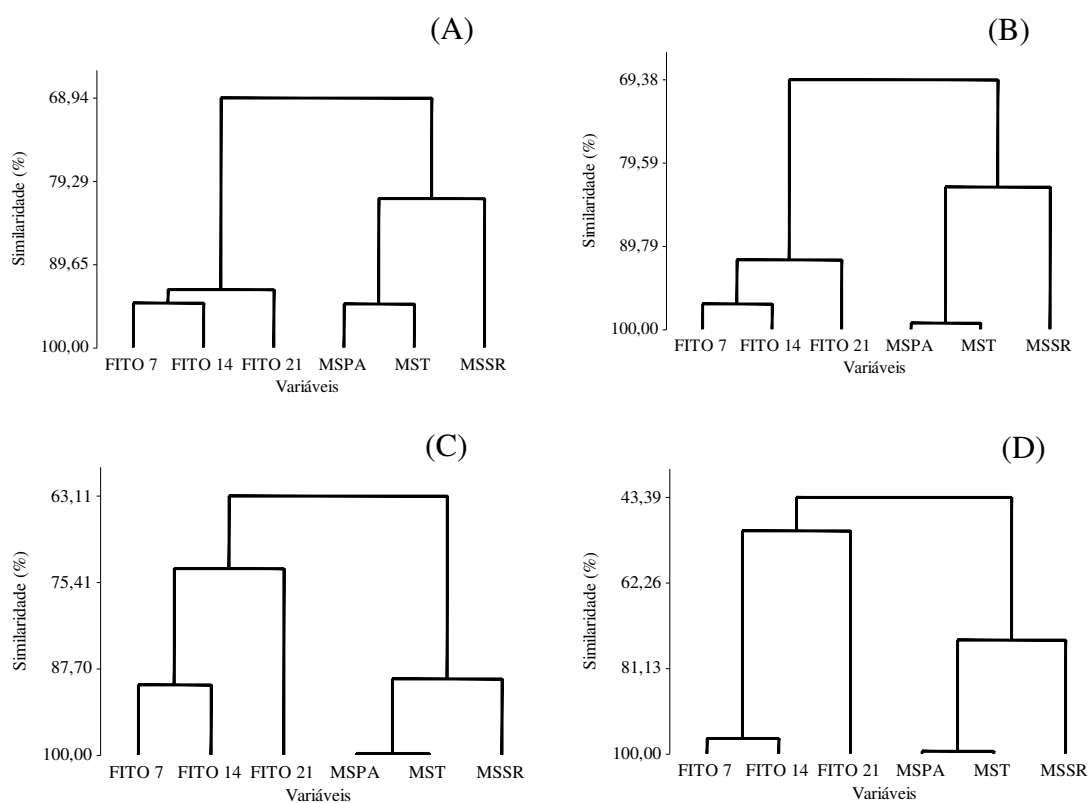 (A)
68,94
79,29
89,65
100,00
Similaridade (%)
FITO 7 FITO 14 FITO 21 MSPA MST MSSR
Variáveis
(B)
69,38
79,59
89,79
100,00
Similaridade (%)
FITO 7 FITO 14 FITO 21 MSPA MST MSSR
Variáveis
(C)
63,11
75,41
87,70
100,00
Similaridade (%)
FITO 7 FITO 14 FITO 21 MSPA MST MSSR
Variáveis
(D)
43,39
62,26
81,13
100,00
Similaridade (%)
FITO 7 FITO 14 FITO 21 MSPA MST MSSR
Variáveis